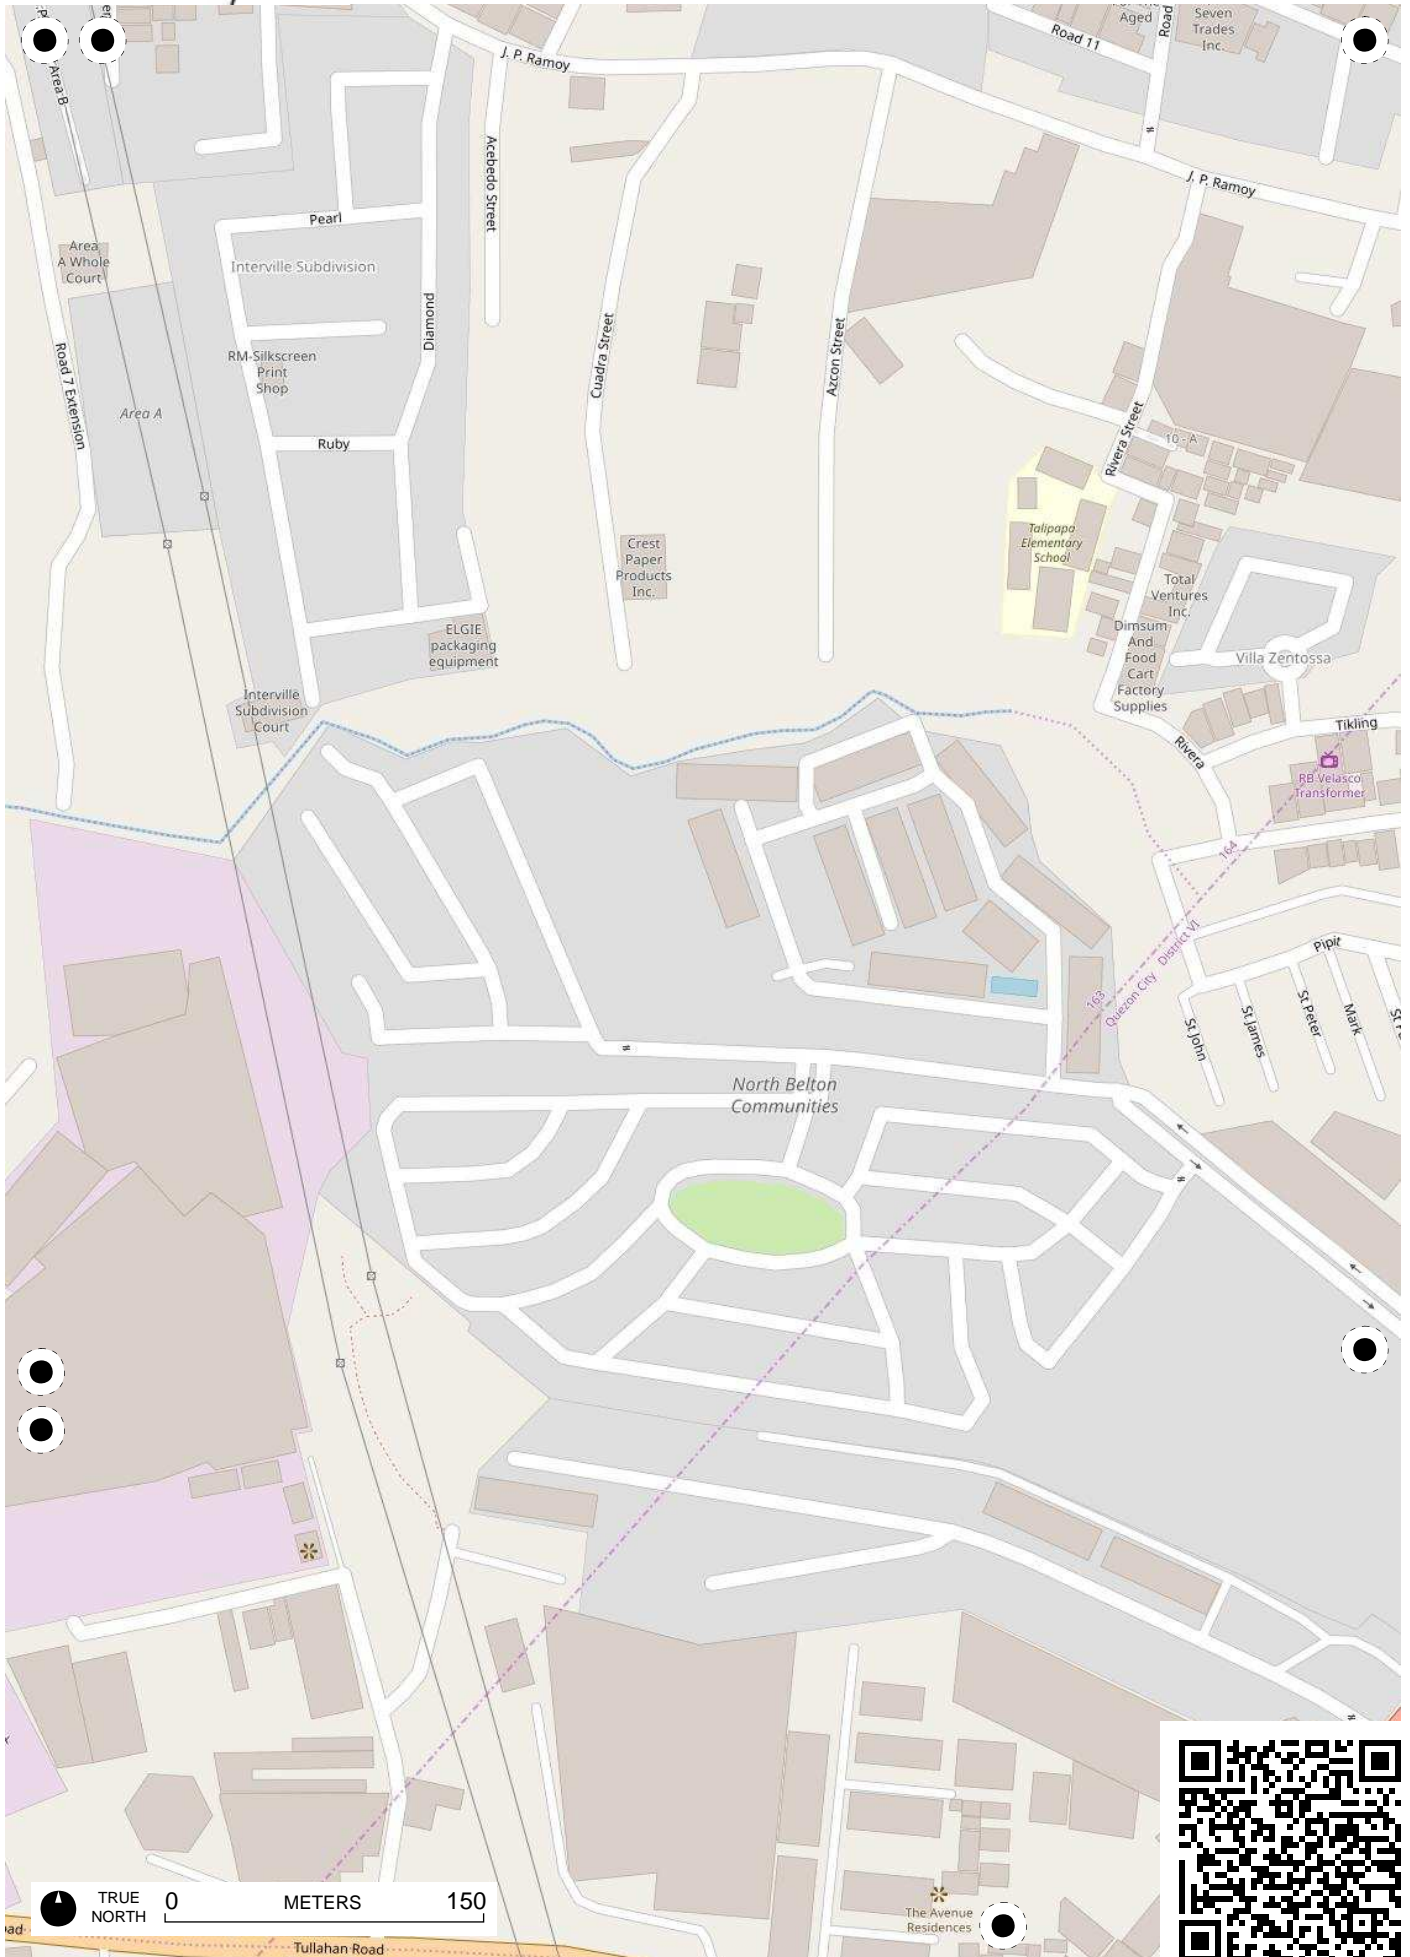 Area B
Road 11
Aged
Road
Seven
Trades
Inc.
J. P. Ramoy
J. P. Ramoy
Acebedo Street
Pearl
Interville Subdivision
Area
A Whole
Court
Diamond
Cuadra Street
Azcon Street
Road 7 Extension
RM-Silkscreen
Print
Shop
Area A
Ruby
Rivera Street
10 - A
Talipapa
Elementary
School
Crest
Paper
Products
Inc.
Total
Ventures
Inc.
ELGIE
packaging
equipment
Dimsum
And
Food
Cart
Factory
Supplies
Villa Zentossa
Interville
Subdivision
Court
Tikling
Rivera
RB Velasco
Transformer
164
District VI
163
Quezon City
Pipit
St John
St James
St Peter
Mark
North Belton
Communities
The Avenue
Residences
TRUE
NORTH
0 METERS 150
Tullahan Road